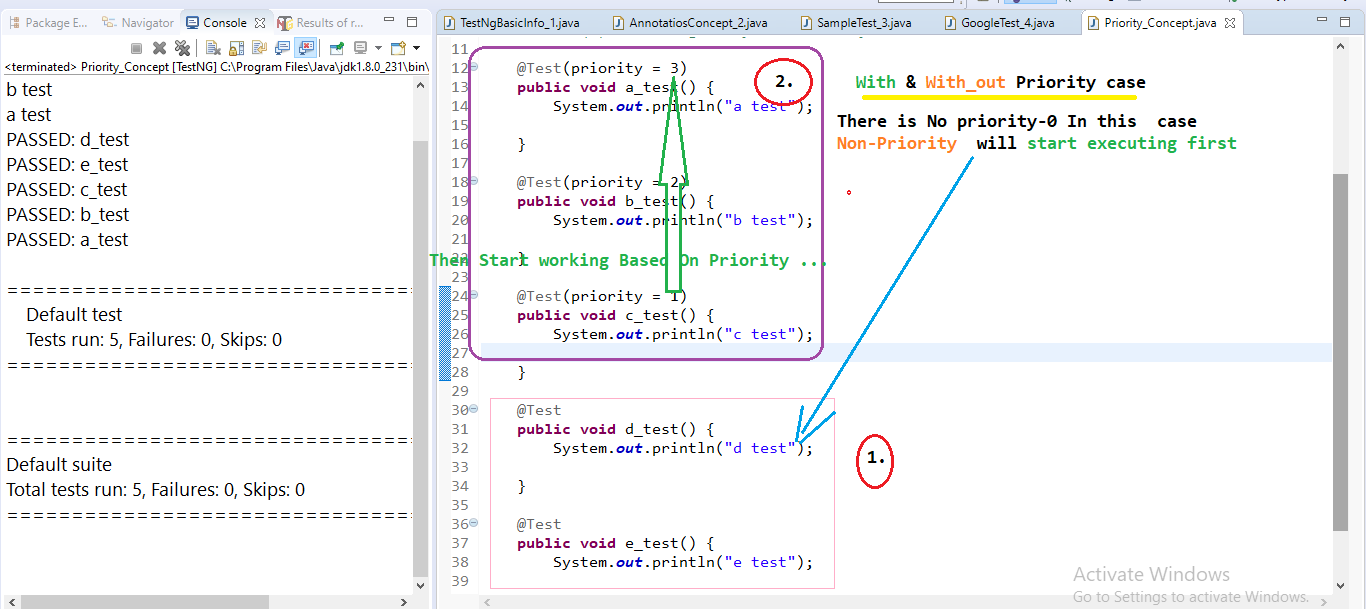 Package E... Navigator Console Results of r...
TestNgBasicInfo_1.java AnnotatiosConcept_2.java SampleTest_3.java GoogleTest_4.java Priority_Concept.java
<terminated> Priority_Concept [TestNG] C:\Program Files\Java\jdk1.8.0_231\bin\
b test
a test
PASSED: d_test
PASSED: e_test
PASSED: c_test
PASSED: b_test
PASSED: a_test
===============================
Default test
Tests run: 5, Failures: 0, Skips: 0
===============================
===============================
Default suite
Total tests run: 5, Failures: 0, Skips: 0
===============================
11
12 @Test(priority = 3)
13 public void a_test() {
14 System.out.println("a test");
15
16 }
17
18 @Test(priority = 2)
19 public void b_test() {
20 System.out.println("b test");
21
22 }
23
24 @Test(priority = 1)
25 public void c_test() {
26 System.out.println("c test");
27
28 }
29
30 @Test
31 public void d_test() {
32 System.out.println("d test");
33
34 }
35
36 @Test
37 public void e_test() {
38 System.out.println("e test");
39
2.
With & With_out Priority case
There is No priority-0 In this case
Non-Priority will start executing first
Then Start working Based On Priority ...
1.
Activate Windows
Go to Settings to activate Windows.